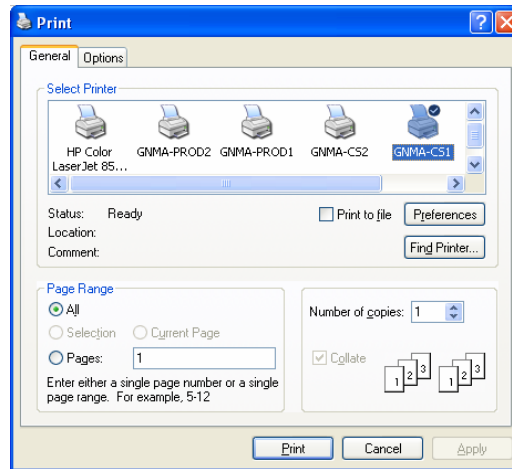 Print
General Options
Select Printer
HP Color
LaserJet 85...
GNMA-PROD2
GNMA-PROD1
GNMA-CS2
GNMA-CS1
Status: Ready
Location:
Comment:
Print to file
Preferences
Find Printer...
Page Range
All
Selection
Current Page
Pages: 1
Enter either a single page number or a single
page range. For example, 5-12
Number of copies: 1
Collate
1 2 3 1 2 3
Print Cancel Apply